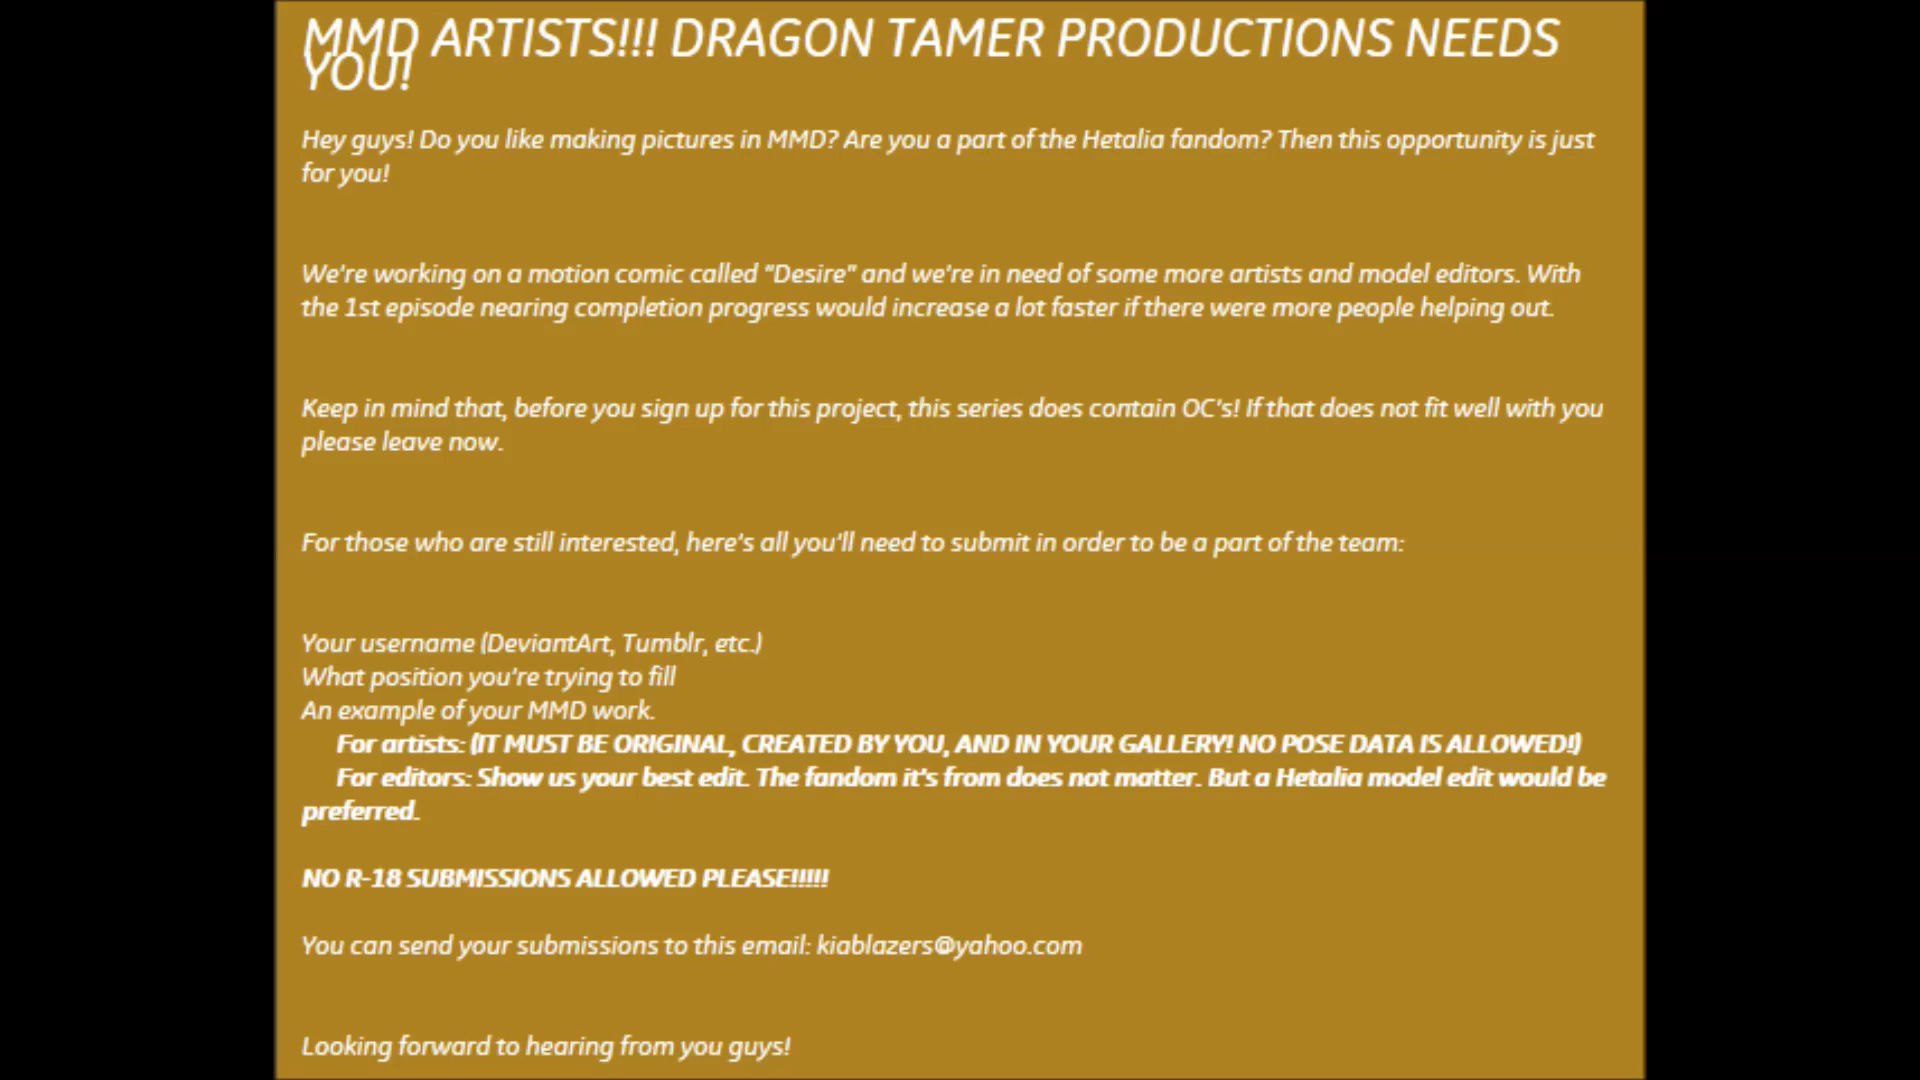 MMD ARTISTS!!! DRAGON TAMER PRODUCTIONS NEEDS
YOU!
Hey guys! Do you like making pictures in MMD? Are you a part of the Hetalia fandom? Then this opportunity is just
for you!
We're working on a motion comic called "Desire" and we're in need of some more artists and model editors. With
the 1st episode nearing completion progress would increase a lot faster if there were more people helping out.
Keep in mind that, before you sign up for this project, this series does contain OC's! If that does not fit well with you
please leave now.
For those who are still interested, here's all you'll need to submit in order to be a part of the team:
Your username (DeviantArt, Tumblr, etc.)
What position you're trying to fill
An example of your MMD work.
For artists: (IT MUST BE ORIGINAL, CREATED BY YOU, AND IN YOUR GALLERY! NO POSE DATA IS ALLOWED!)
For editors: Show us your best edit. The fandom it's from does not matter. But a Hetalia model edit would be
preferred.
NO R-18 SUBMISSIONS ALLOWED PLEASE!!!!!
You can send your submissions to this email: kiablazers@yahoo.com
Looking forward to hearing from you guys!